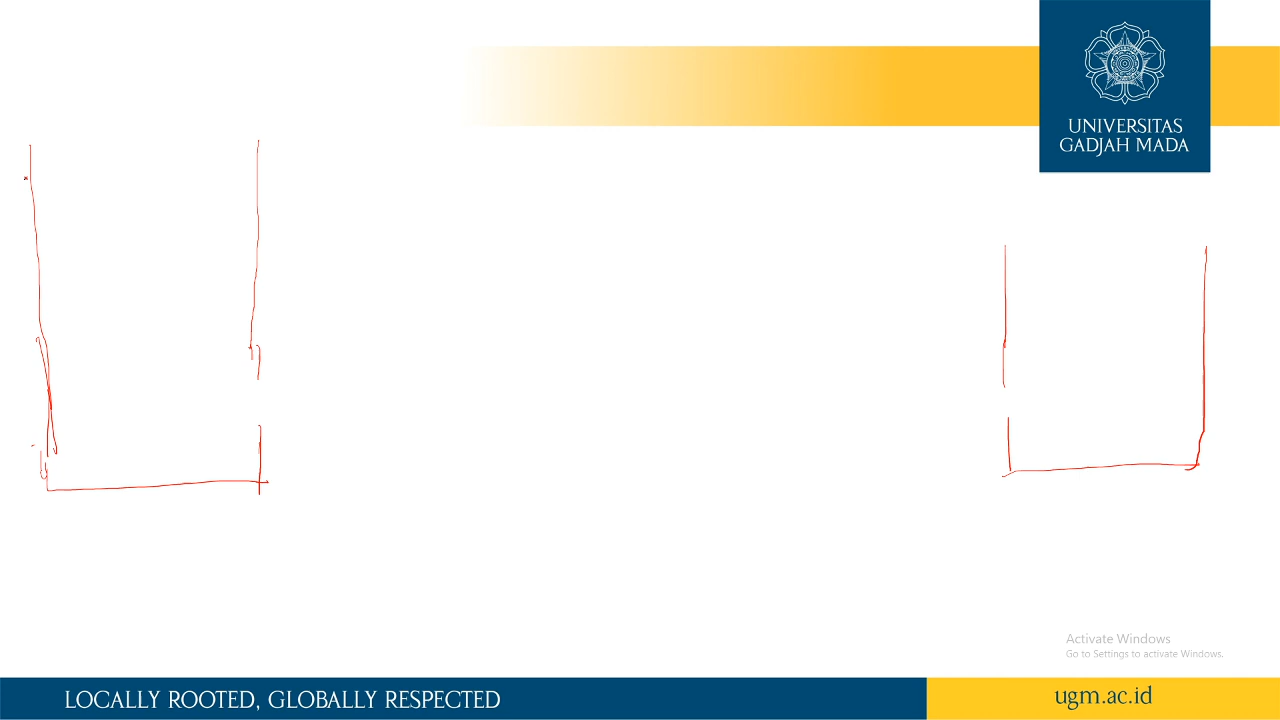 UNIVERSITAS
GADJAH MADA
Activate Windows
Go to Settings to activate Windows.
LOCALLY ROOTED, GLOBALLY RESPECTED
ugm.ac.id